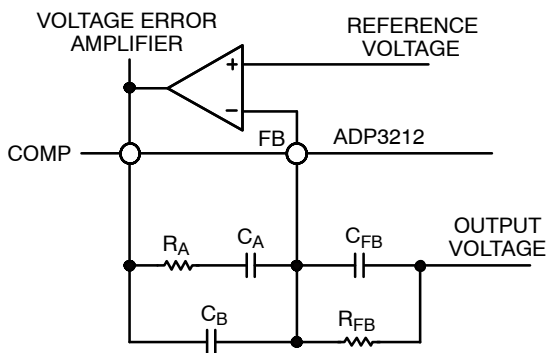 VOLTAGE ERROR
AMPLIFIER
REFERENCE
VOLTAGE
+
−
FB
ADP3212
COMP
OUTPUT
VOLTAGE
RA
CA
CFB
CB
RFB